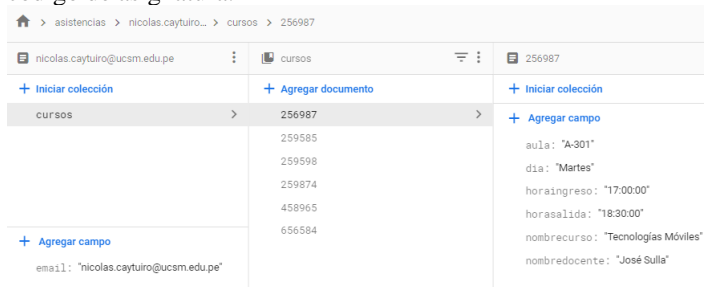 asistencias > nicolas.caytuiro... > cursos > 256987
nicolas.caytuiro@ucsm.edu.pe
cursos
256987
+ Iniciar colección
+ Agregar documento
+ Iniciar colección
cursos >
256987 >
259585
259598
259874
458965
656584
+ Agregar campo
aula: "A-301"
dia: "Martes"
horaingreso: "17:00:00"
horasalida: "18:30:00"
nombrecurso: "Tecnologías Móviles"
nombredocente: "José Sulla"
+ Agregar campo
email: "nicolas.caytuiro@ucsm.edu.pe"